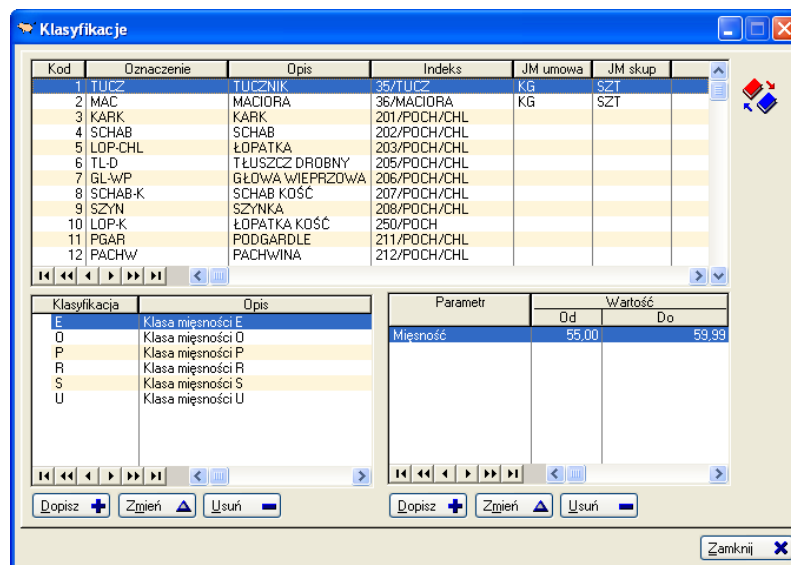 Klasyfikacje
Kod Oznaczenie Opis Indeks JM umowa JM skup
1 TUCZ TUCZNIK 35/TUCZ KG SZT
2 MAC MACIORA 36/MACIORA KG SZT
3 KARK KARK 201/POCH/CHL
4 SCHAB SCHAB 202/POCH/CHL
5 LOP-CHL ŁOPATKA 203/POCH/CHL
6 TL-D TŁUSZCZ DROBNY 205/POCH/CHL
7 GL-WP GŁOWA WIEPRZOWA 206/POCH/CHL
8 SCHAB-K SCHAB KOŚĆ 207/POCH/CHL
9 SZYN SZYNKA 208/POCH/CHL
10 LOP-K ŁOPATKA KOŚĆ 250/POCH
11 PGAR PODGARDLE 211/POCH/CHL
12 PACHW PACHWINA 212/POCH/CHL
Klasyfikacja Opis
E Klasa mięsności E
O Klasa mięsności O
P Klasa mięsności P
R Klasa mięsności R
S Klasa mięsności S
U Klasa mięsności U
Dopisz Zmień Usuń
Parametr Wartość
Od Do
Mięsność 55,00 59,99
Dopisz Zmień Usuń
Zamknij